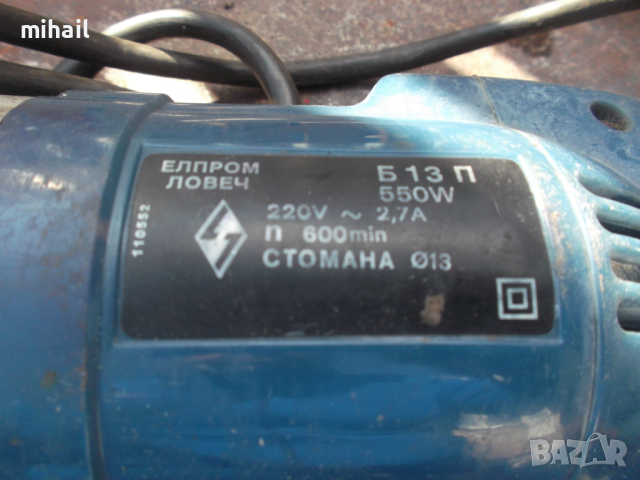 mihail
ЕЛПРОМ
ЛОВЕЧ
Б 13 П
550W
220V ~ 2,7A
П 600min
СТОМАНА Ø13
110552
BAZAR